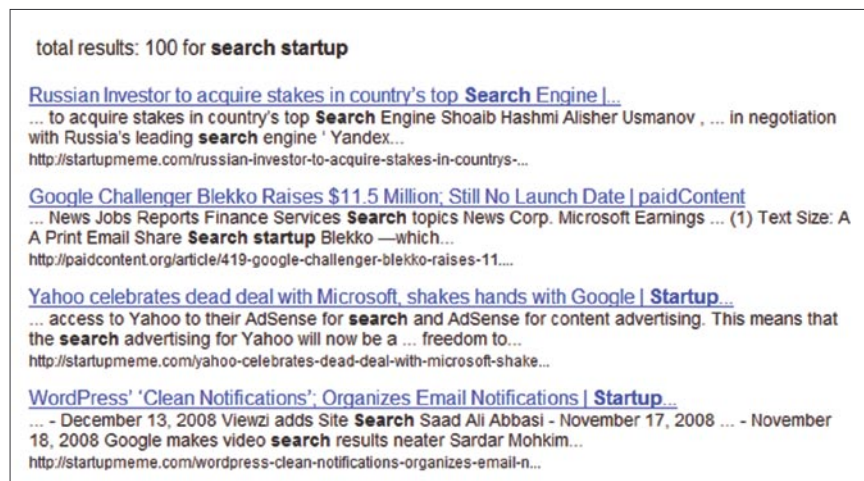 total results: 100 for search startup
Russian Investor to acquire stakes in country's top Search Engine |...
... to acquire stakes in country's top Search Engine Shoaib Hashmi Alisher Usmanov , ... in negotiation
with Russia's leading search engine ' Yandex...
http://startupmeme.com/russian-investor-to-acquire-stakes-in-countrys-...
Google Challenger Blekko Raises $11.5 Million; Still No Launch Date | paidContent
... News Jobs Reports Finance Services Search topics News Corp. Microsoft Earnings ... (1) Text Size: A
A Print Email Share Search startup Blekko —which...
http://paidcontent.org/article/419-google-challenger-blekko-raises-11....
Yahoo celebrates dead deal with Microsoft, shakes hands with Google | Startup...
... access to Yahoo to their AdSense for search and AdSense for content advertising. This means that
the search advertising for Yahoo will now be a ... freedom to...
http://startupmeme.com/yahoo-celebrates-dead-deal-with-microsoft-shake...
WordPress' 'Clean Notifications'; Organizes Email Notifications | Startup...
... - December 13, 2008 Viewzi adds Site Search Saad Ali Abbasi - November 17, 2008 ... - November
18, 2008 Google makes video search results neater Sardar Mohkim...
http://startupmeme.com/wordpress-clean-notifications-organizes-email-n...